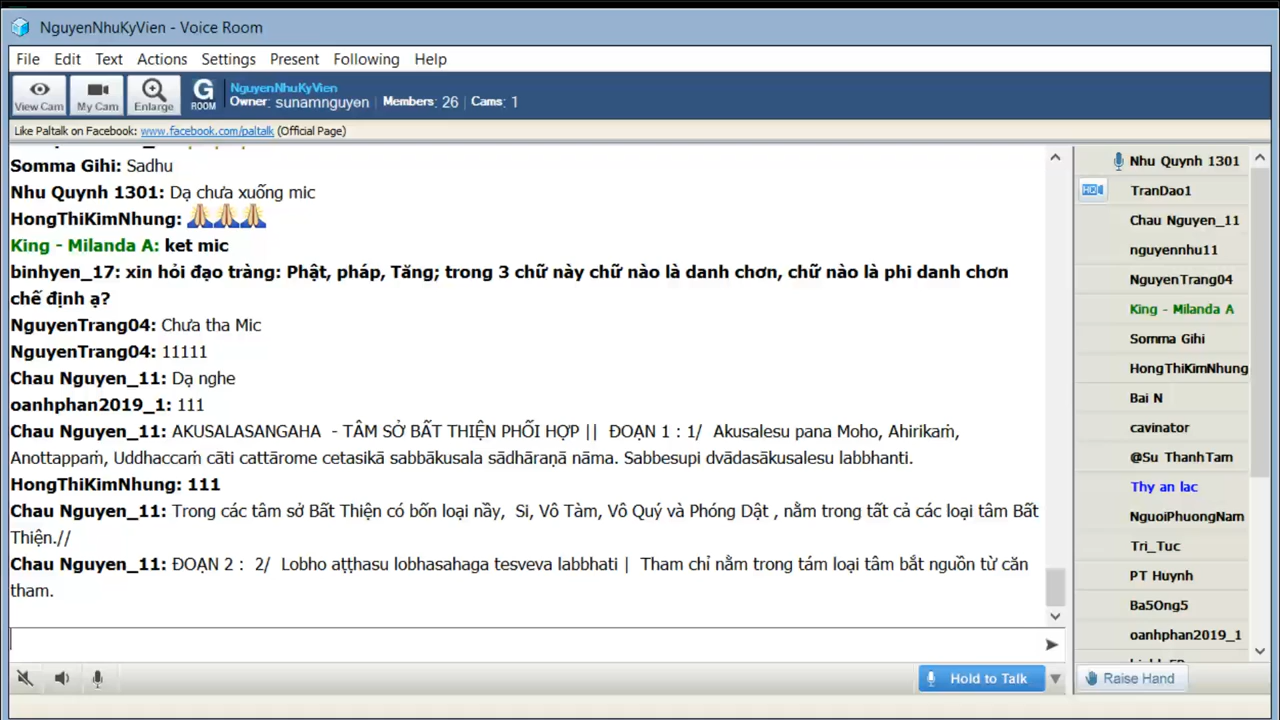 NguyenNhuKyVien - Voice Room
File Edit Text Actions Settings Present Following Help
View Cam My Cam Enlarge G ROOM
NguyenNhuKyVien
Owner: sunamnguyen | Members: 26 | Cams: 1
Like Paltalk on Facebook: www.facebook.com/paltalk (Official Page)
Somma Gihi: Sadhu
Nhu Quynh 1301: Dạ chưa xuống mic
HongThiKimNhung:
King - Milanda A: ket mic
binhyen_17: xin hỏi đạo tràng: Phật, pháp, Tăng; trong 3 chữ này chữ nào là danh chơn, chữ nào là phi danh chơn
chế định ạ?
NguyenTrang04: Chưa tha Mic
NguyenTrang04: 11111
Chau Nguyen_11: Dạ nghe
oanhphan2019_1: 111
Chau Nguyen_11: AKUSALASANGAHA - TÂM SỞ BẤT THIỆN PHỐI HỢP || ĐOẠN 1 : 1/ Akusalesu pana Moho, Ahirikaṁ,
Anottappaṁ, Uddhaccaṁ cāti cattārome cetasikā sabbākusala sādhāraṇā nāma. Sabbesupi dvādasākusalesu labbhanti.
HongThiKimNhung: 111
Chau Nguyen_11: Trong các tâm sở Bất Thiện có bốn loại nầy, Si, Vô Tàm, Vô Quý và Phóng Dật , nằm trong tất cả các loại tâm Bất
Thiện.//
Chau Nguyen_11: ĐOẠN 2 : 2/ Lobho aṭṭhasu lobhasahaga tesveva labbhati | Tham chỉ nằm trong tám loại tâm bắt nguồn từ căn
tham.
Hold to Talk
Nhu Quynh 1301
HD TranDao1
Chau Nguyen_11
nguyennhu11
NguyenTrang04
King - Milanda A
Somma Gihi
HongThiKimNhung
Bai N
cavinator
@Su ThanhTam
Thy an lac
NguoiPhuongNam
Tri_Tuc
PT Huynh
Ba5Ong5
oanhphan2019_1
Raise Hand